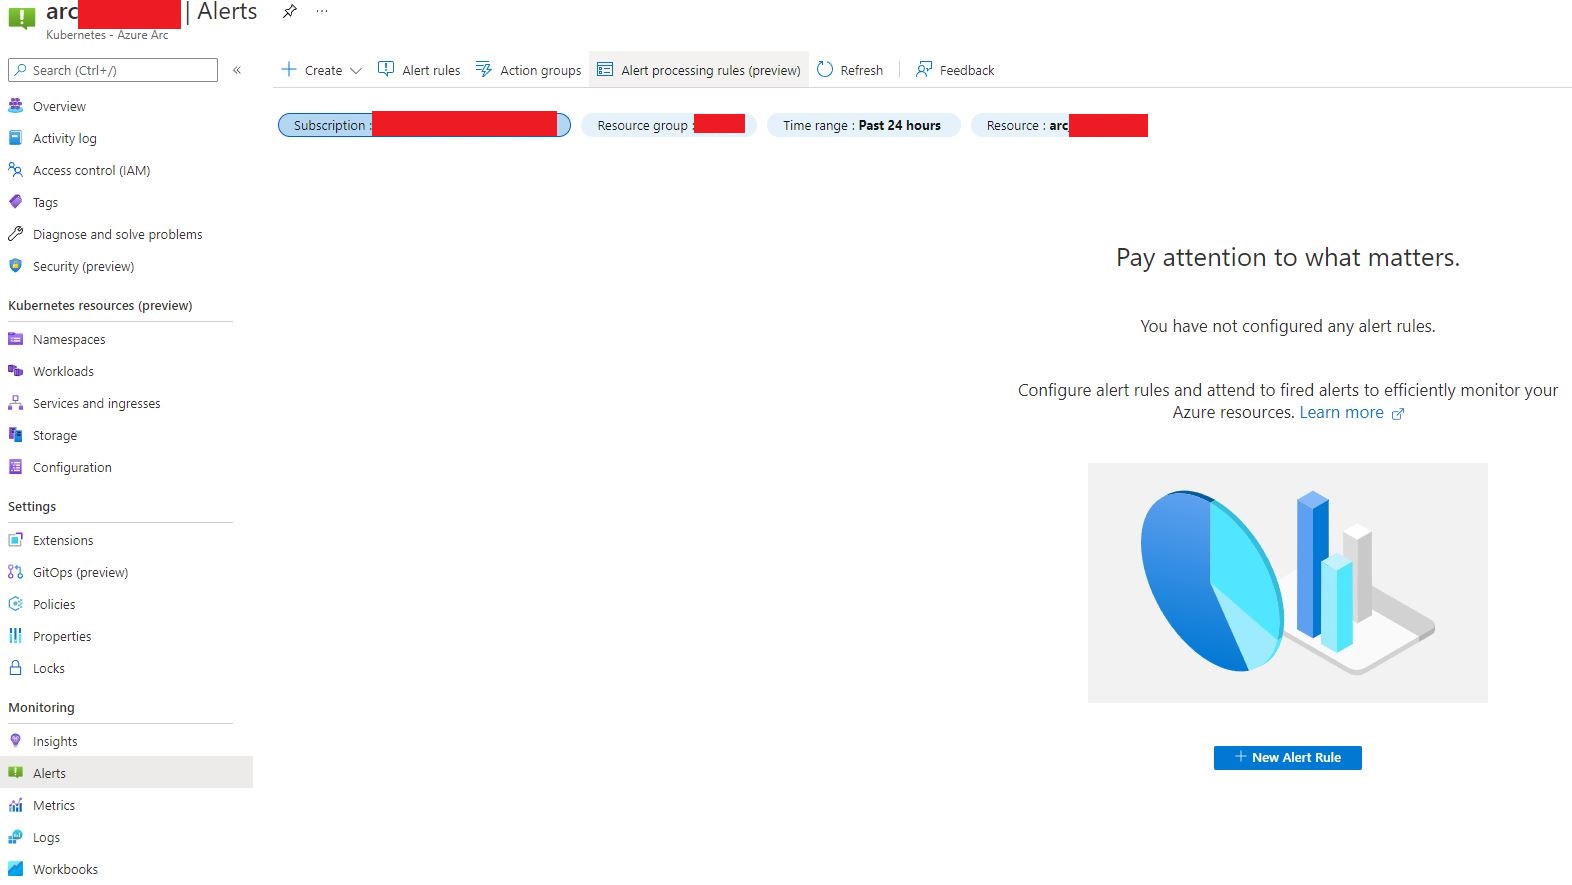 arc | Alerts
···
Kubernetes - Azure Arc
Search (Ctrl+/)
«
Overview
Activity log
Access control (IAM)
Tags
Diagnose and solve problems
Security (preview)
Kubernetes resources (preview)
Namespaces
Workloads
Services and ingresses
Storage
Configuration
Settings
Extensions
GitOps (preview)
Policies
Properties
Locks
Monitoring
Insights
Alerts
Metrics
Logs
Workbooks
Create Alert rules Action groups Alert processing rules (preview) Refresh Feedback
Subscription : Resource group : Time range : Past 24 hours Resource : arc
Pay attention to what matters.
You have not configured any alert rules.
Configure alert rules and attend to fired alerts to efficiently monitor your
Azure resources. Learn more
+ New Alert Rule